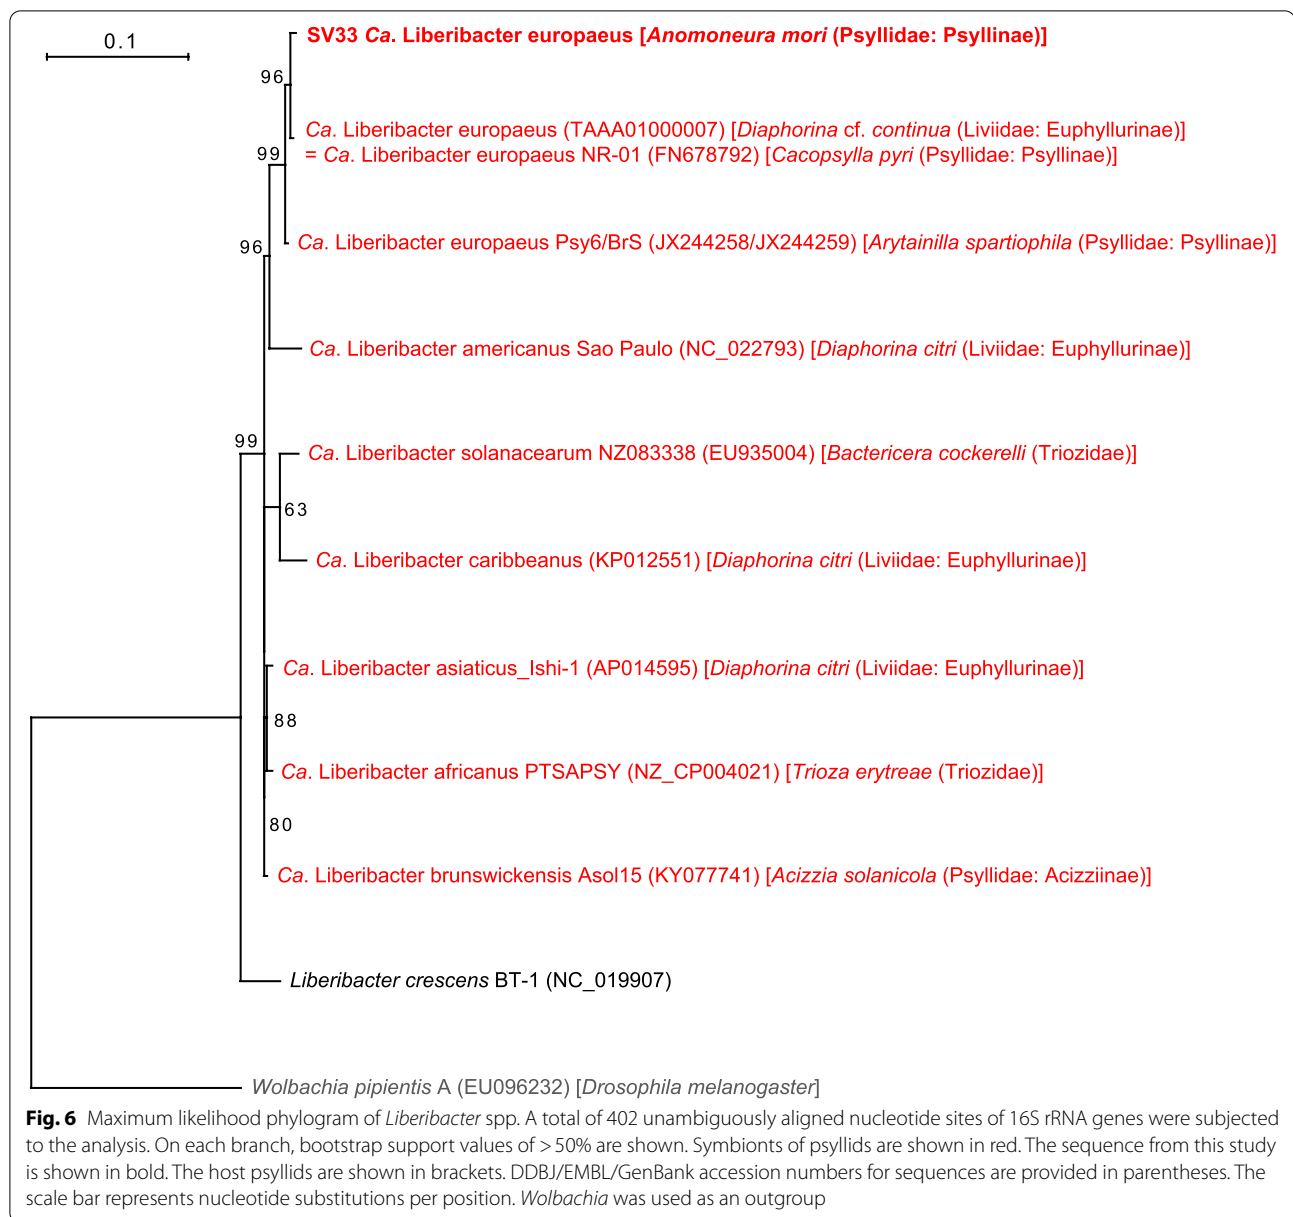 0.1
SV33 Ca. Liberibacter europaeus [Anomoneura mori (Psyllidae: Psyllinae)]
96
Ca. Liberibacter europaeus (TAAA01000007) [Diaphorina cf. continua (Liviidae: Euphyllurinae)]
= Ca. Liberibacter europaeus NR-01 (FN678792) [Cacopsylla pyri (Psyllidae: Psyllinae)]
99
Ca. Liberibacter europaeus Psy6/BrS (JX244258/JX244259) [Arytainilla spartiophila (Psyllidae: Psyllinae)]
96
Ca. Liberibacter americanus Sao Paulo (NC_022793) [Diaphorina citri (Liviidae: Euphyllurinae)]
99
Ca. Liberibacter solanacearum NZ083338 (EU935004) [Bactericera cockerelli (Triozidae)]
63
Ca. Liberibacter caribbeanus (KP012551) [Diaphorina citri (Liviidae: Euphyllurinae)]
Ca. Liberibacter asiaticus_Ishi-1 (AP014595) [Diaphorina citri (Liviidae: Euphyllurinae)]
88
Ca. Liberibacter africanus PTSAPSY (NZ_CP004021) [Trioza erytreae (Triozidae)]
80
Ca. Liberibacter brunswickensis Asol15 (KY077741) [Acizzia solanicola (Psyllidae: Acizziinae)]
Liberibacter crescens BT-1 (NC_019907)
Wolbachia pipientis A (EU096232) [Drosophila melanogaster]
Fig. 6 Maximum likelihood phylogram of Liberibacter spp. A total of 402 unambiguously aligned nucleotide sites of 16S rRNA genes were subjected
to the analysis. On each branch, bootstrap support values of > 50% are shown. Symbionts of psyllids are shown in red. The sequence from this study
is shown in bold. The host psyllids are shown in brackets. DDBJ/EMBL/GenBank accession numbers for sequences are provided in parentheses. The
scale bar represents nucleotide substitutions per position. Wolbachia was used as an outgroup